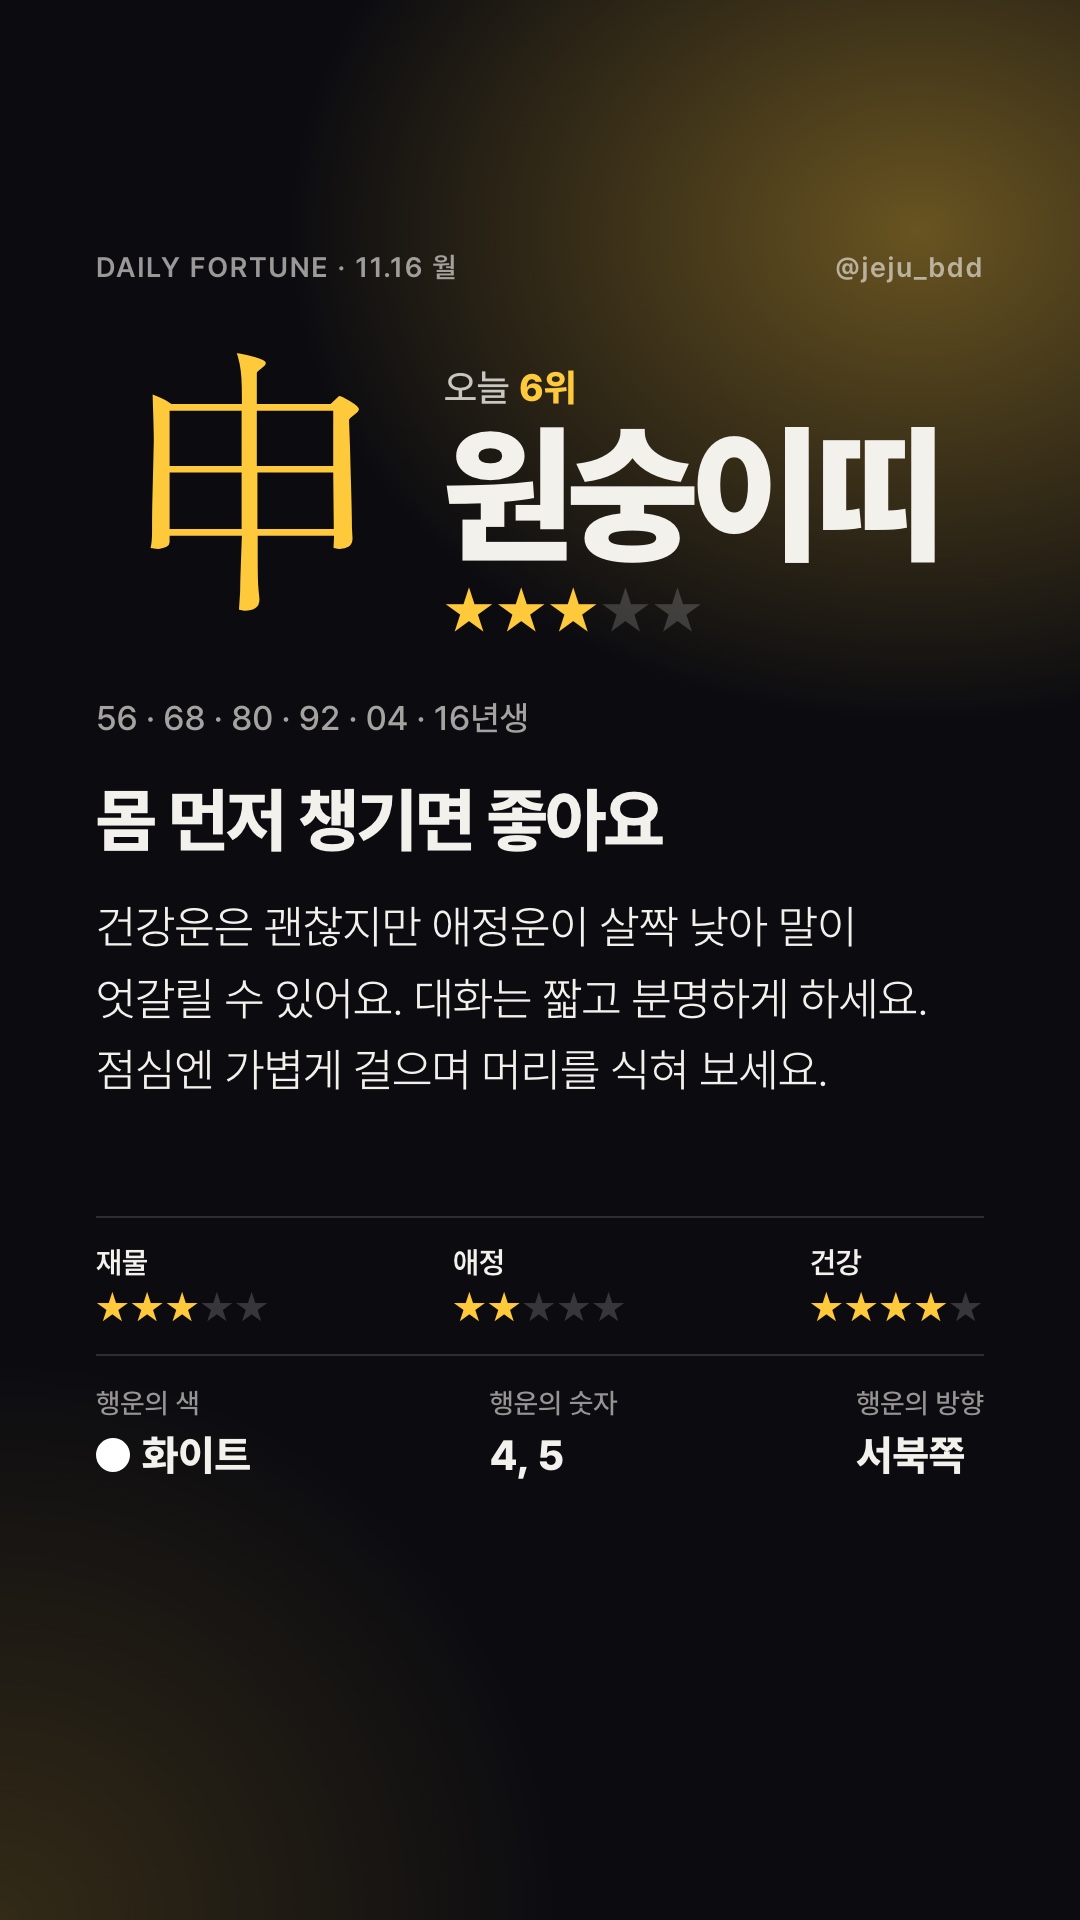 DAILY FORTUNE · 11.16 월
@jeju_bdd
申
오늘 6위
원숭이띠
★★★★★
56 · 68 · 80 · 92 · 04 · 16년생
몸 먼저 챙기면 좋아요
건강운은 괜찮지만 애정운이 살짝 낮아 말이
엇갈릴 수 있어요. 대화는 짧고 분명하게 하세요.
점심엔 가볍게 걸으며 머리를 식혀 보세요.
재물 애정 건강
★★★★★ ★★★★★ ★★★★★
행운의 색 행운의 숫자 행운의 방향
화이트 4, 5 서북쪽